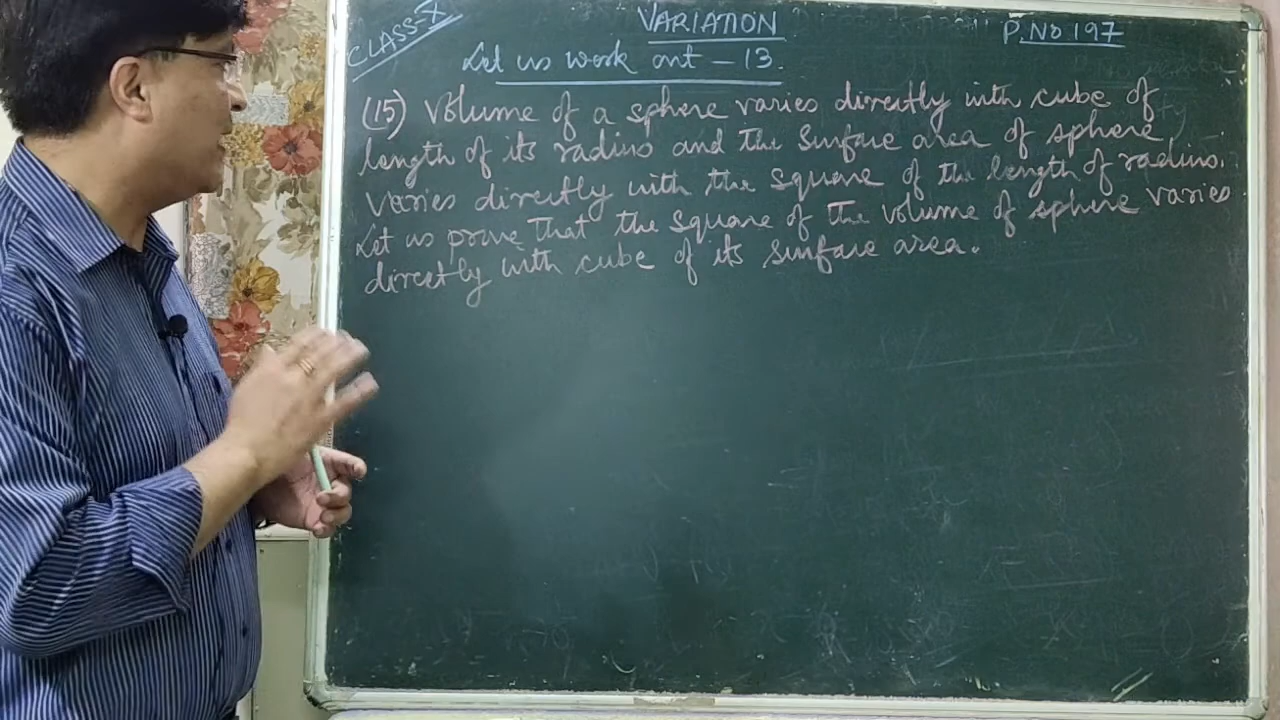 CLASS-X
VARIATION
P.NO 197
Let us work out - 13.
(15) Volume of a sphere varies directly with cube of
length of its radius and the surface area of sphere
varies directly with the square of the length of radius.
Let us prove that the square of the volume of sphere varies
directly with cube of its surface area.